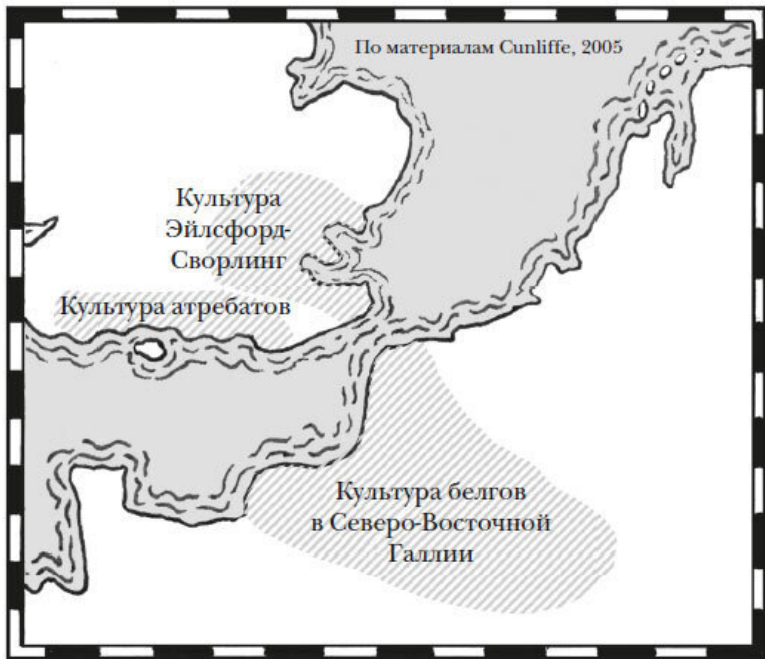 По материалам Cunliffe, 2005
Культура
Эйлсфорд-
Сворлинг
Культура атребатов
Культура белгов
в Северо-Восточной
Галлии